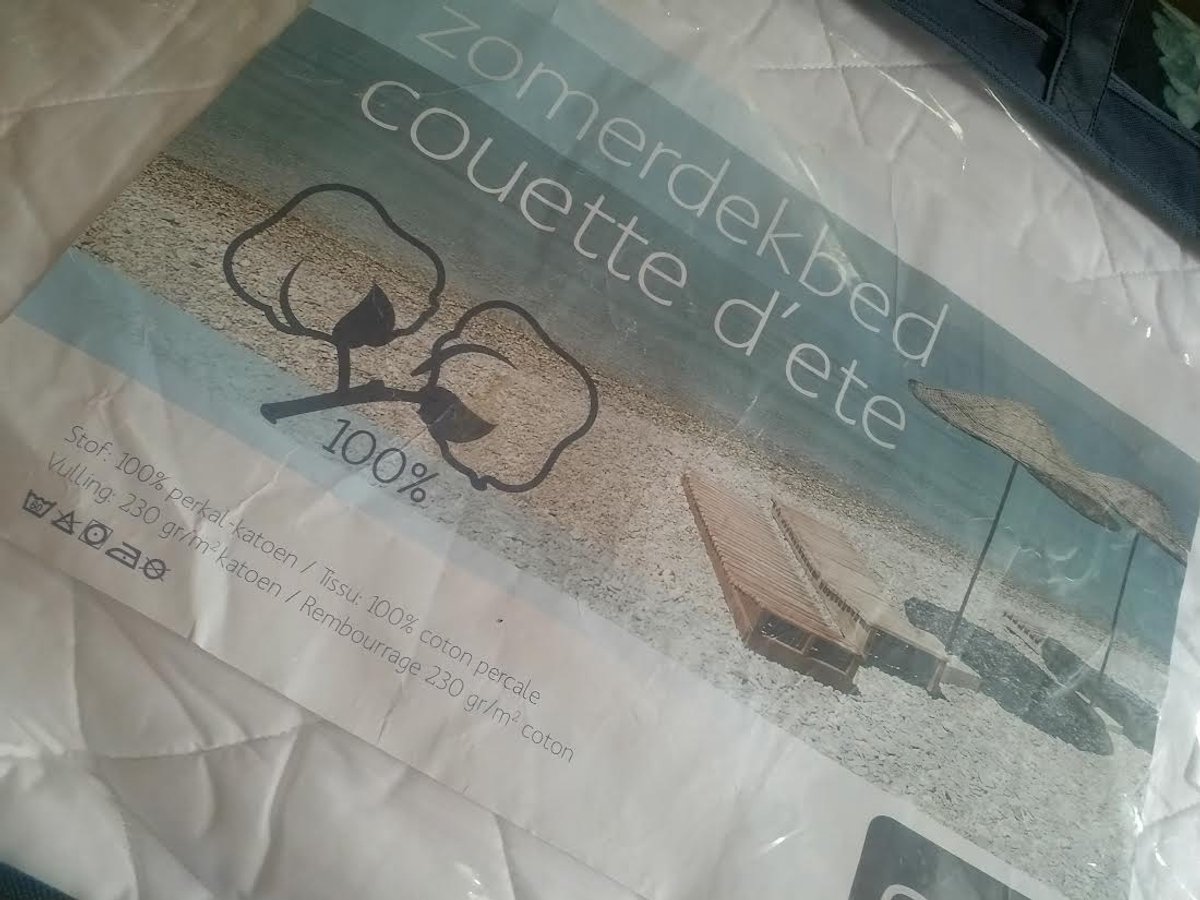 zomerdekbed
couette d'ete
100%
Stof: 100% perkal-katoen / Tissu: 100% coton percale
Vulling: 230 gr/m² katoen / Rembourrage 230 gr/m² coton